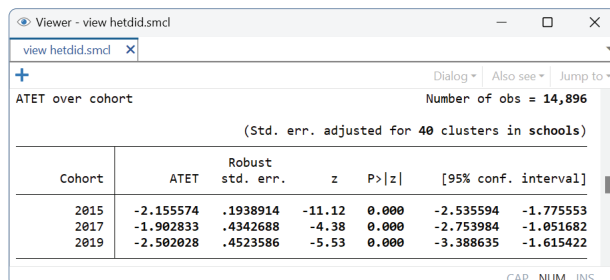 Viewer - view hetdid.smcl
view hetdid.smcl
Dialog Also see Jump to
ATET over cohort Number of obs = 14,896
(Std. err. adjusted for 40 clusters in schools)
Robust
Cohort ATET std. err. z P>|z| [95% conf. interval]
2015 -2.155574 .1938914 -11.12 0.000 -2.535594 -1.775553
2017 -1.902833 .4342688 -4.38 0.000 -2.753984 -1.051682
2019 -2.502028 .4523586 -5.53 0.000 -3.388635 -1.615422
CAP NUM INS